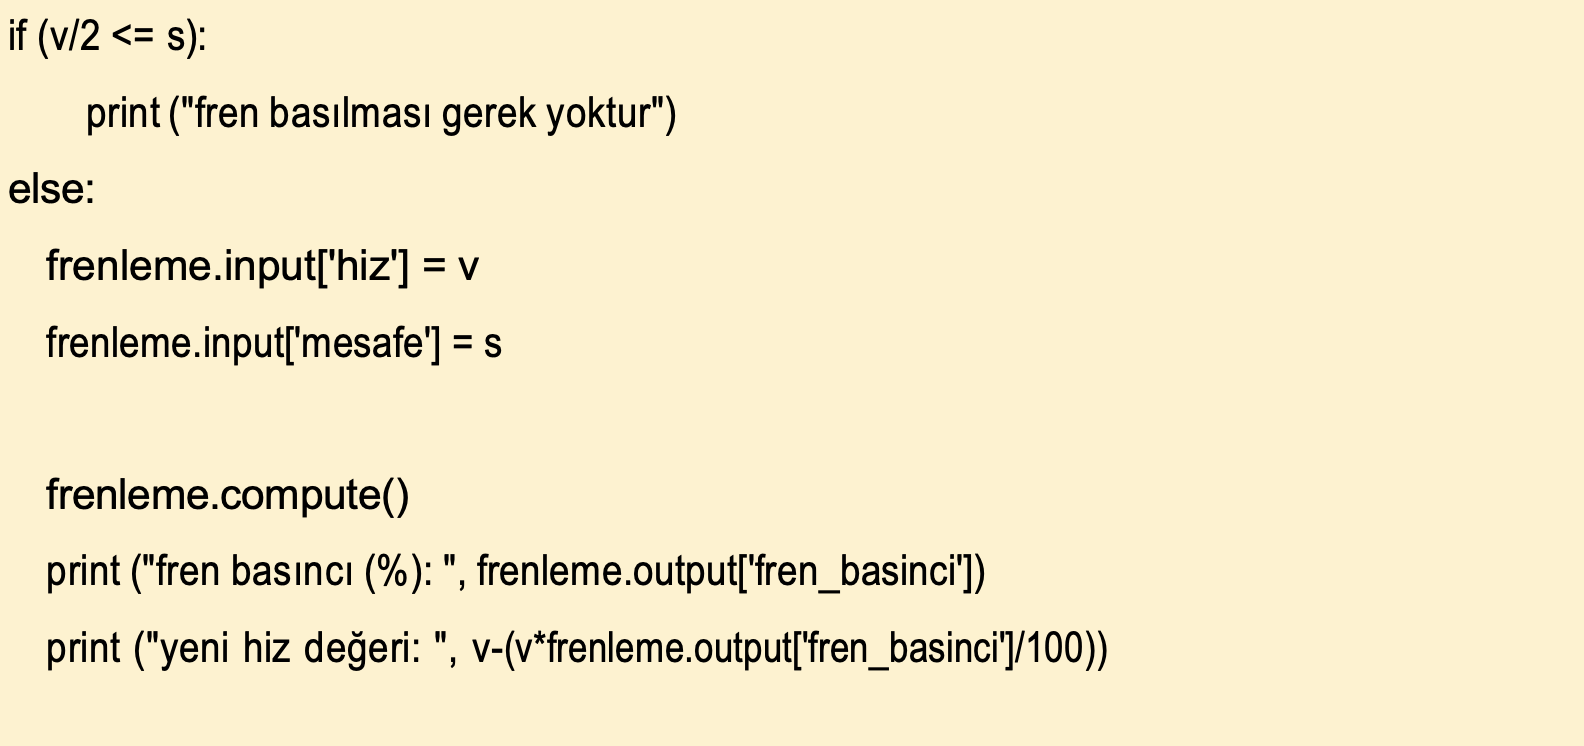 if (v/2 <= s):
print ("fren basılması gerek yoktur")
else:
frenleme.input['hiz'] = v
frenleme.input['mesafe'] = s
frenleme.compute()
print ("fren basıncı (%): ", frenleme.output['fren_basinci'])
print ("yeni hiz değeri: ", v-(v*frenleme.output['fren_basinci']/100))